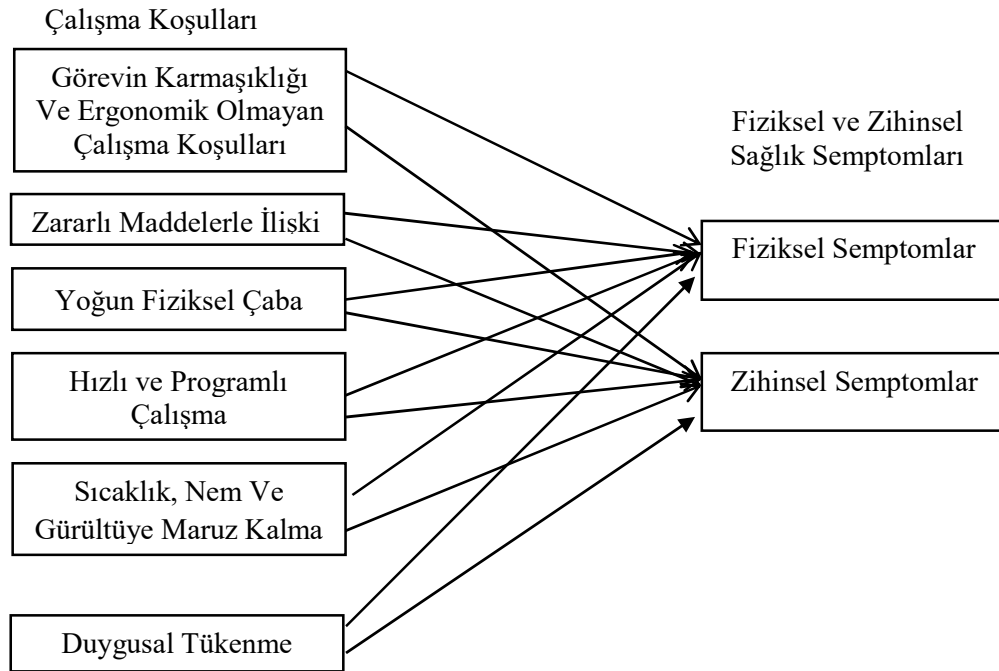 Çalışma Koşulları
Görevin Karmaşıklığı
Ve Ergonomik Olmayan
Çalışma Koşulları
Zararlı Maddelerle İlişki
Yoğun Fiziksel Çaba
Hızlı ve Programlı
Çalışma
Sıcaklık, Nem Ve
Gürültüye Maruz Kalma
Duygusal Tükenme
Fiziksel ve Zihinsel
Sağlık Semptomları
Fiziksel Semptomlar
Zihinsel Semptomlar